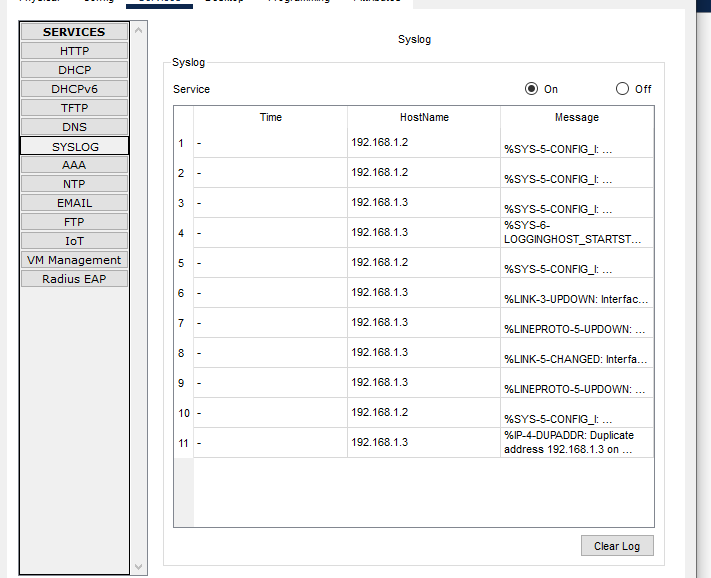 Syslog
SERVICES
HTTP
DHCP
DHCPv6
TFTP
DNS
SYSLOG
AAA
NTP
EMAIL
FTP
IoT
VM Management
Radius EAP
Syslog
Service On Off
Time HostName Message
1 - 192.168.1.2 %SYS-5-CONFIG_I: ...
2 - 192.168.1.2 %SYS-5-CONFIG_I: ...
3 - 192.168.1.3 %SYS-5-CONFIG_I: ...
4 - 192.168.1.3 %SYS-6-
LOGGINGHOST_STARTST...
5 - 192.168.1.2 %SYS-5-CONFIG_I: ...
6 - 192.168.1.3 %LINK-3-UPDOWN: Interfac...
7 - 192.168.1.3 %LINEPROTO-5-UPDOWN: ...
8 - 192.168.1.3 %LINK-5-CHANGED: Interfa...
9 - 192.168.1.3 %LINEPROTO-5-UPDOWN: ...
10 - 192.168.1.2 %SYS-5-CONFIG_I: ...
11 - 192.168.1.3 %IP-4-DUPADDR: Duplicate
address 192.168.1.3 on ...
Clear Log